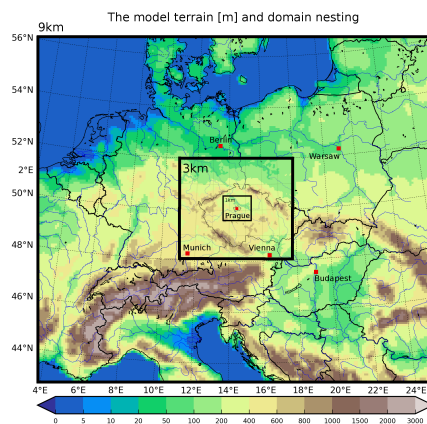 The model terrain [m] and domain nesting
9km
56°N
54°N
Berlin
52°N
Warsaw
2°E
3km
50°N
1km
Prague
48°N
Munich
Vienna
Budapest
46°N
44°N
4°E 6°E 8°E 10°E 12°E 14°E 16°E 18°E 20°E 22°E 24°E
0 5 10 20 50 100 200 400 600 800 1000 1500 2000 3000